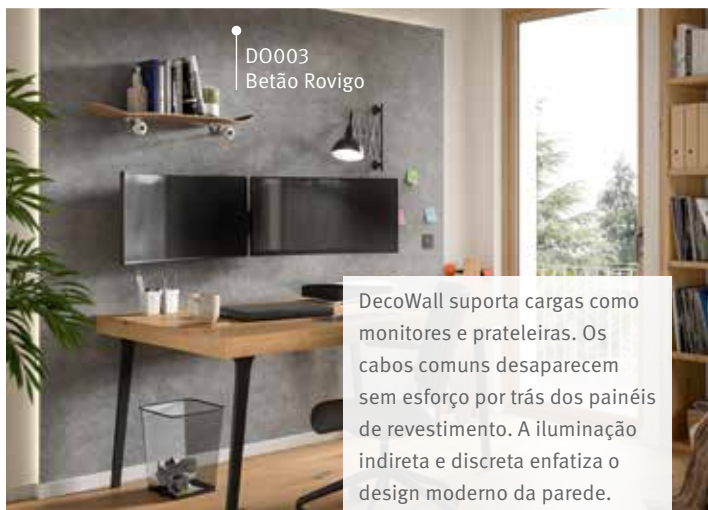 DO003
Betão Rovigo
DecoWall suporta cargas como
monitores e prateleiras. Os
cabos comuns desaparecem
sem esforço por trás dos painéis
de revestimento. A iluminação
indireta e discreta enfatiza o
design moderno da parede.